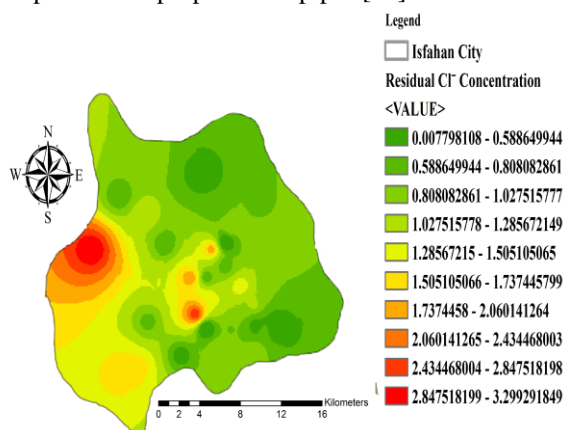 Legend
Isfahan City
Residual Cl⁻ Concentration
<VALUE>
0.007798108 - 0.588649944
0.588649944 - 0.808082861
0.808082861 - 1.027515777
1.027515778 - 1.285672149
1.28567215 - 1.505105065
1.505105066 - 1.737445799
1.7374458 - 2.060141264
2.060141265 - 2.434468003
2.434468004 - 2.847518198
2.847518199 - 3.299291849
N
W E
S
Kilometers
0 2 4 8 12 16